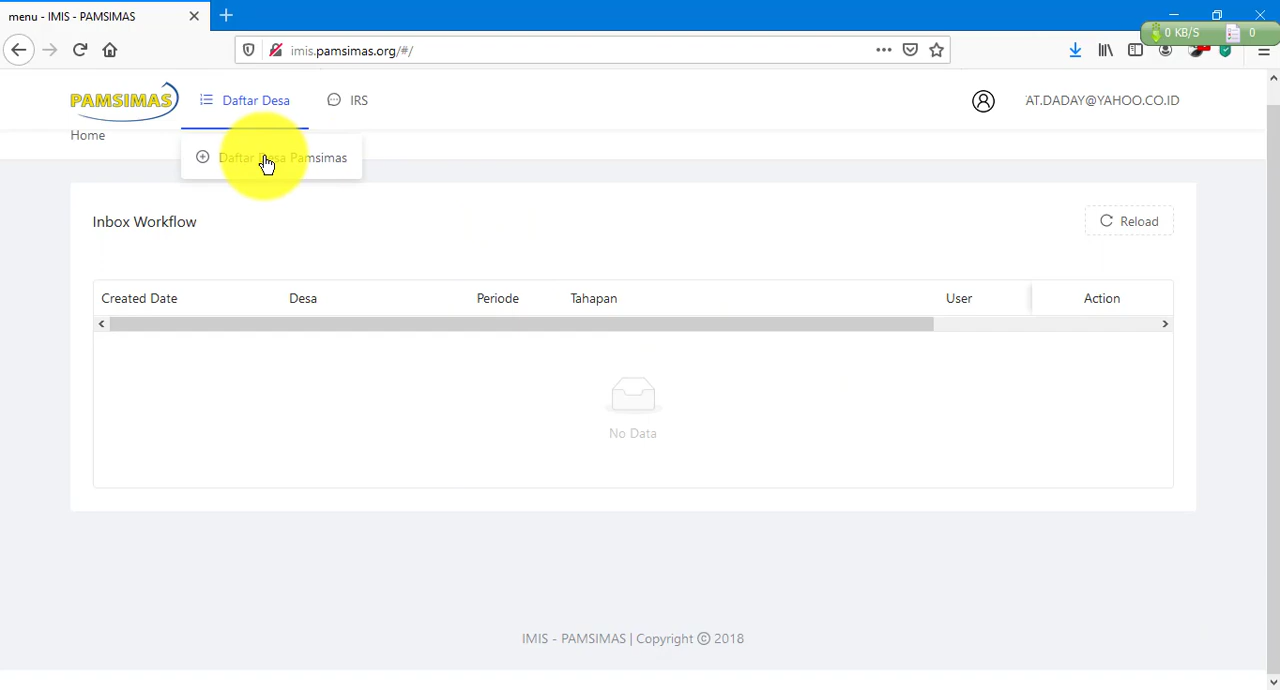 menu - IMIS - PAMSIMAS
0 KB/S 0
imis.pamsimas.org/#/
PAMSIMAS Daftar Desa IRS AT.DADAY@YAHOO.CO.ID
Home
Daftar Desa Pamsimas
Inbox Workflow Reload
Created Date Desa Periode Tahapan User Action
No Data
IMIS - PAMSIMAS | Copyright © 2018